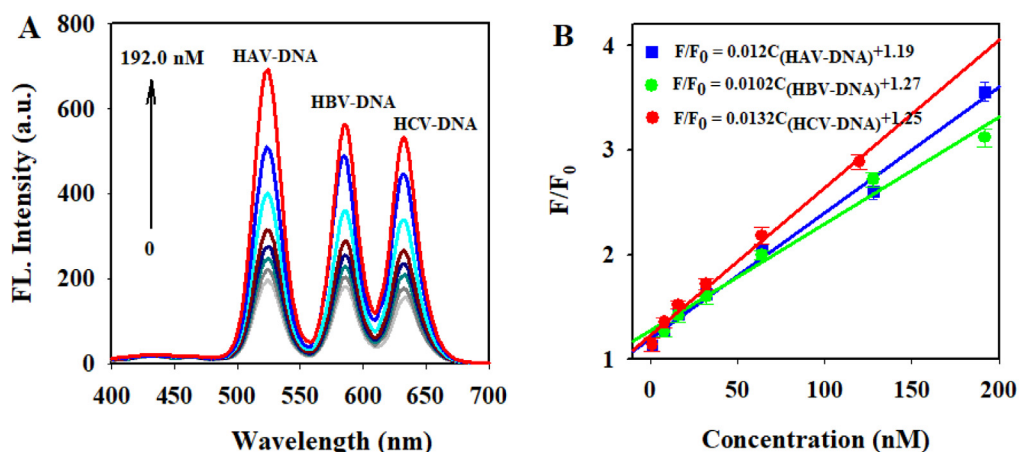 A
800
600
400
200
0
FL. Intensity (a.u.)
192.0 nM
0
HAV-DNA
HBV-DNA
HCV-DNA
400 450 500 550 600 650 700
Wavelength (nm)
B
4
3
2
1
F/F0
F/F0 = 0.012C(HAV-DNA)+1.19
F/F0 = 0.0102C(HBV-DNA)+1.27
F/F0 = 0.0132C(HCV-DNA)+1.25
0 50 100 150 200
Concentration (nM)